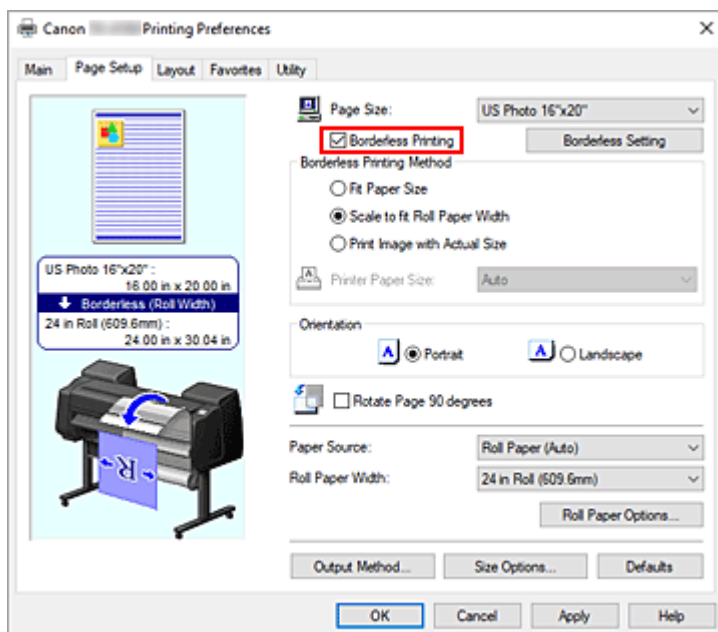 Canon Printing Preferences
Main Page Setup Layout Favorites Utility
Page Size: US Photo 16"x20"
Borderless Printing Borderless Setting
Borderless Printing Method
Fit Paper Size
Scale to fit Roll Paper Width
Print Image with Actual Size
Printer Paper Size: Auto
US Photo 16"x20" :
16.00 in x 20.00 in
Borderless (Roll Width)
24 in Roll (609.6mm) :
24.00 in x 30.04 in
Orientation
A Portrait A Landscape
Rotate Page 90 degrees
R
Paper Source: Roll Paper (Auto)
Roll Paper Width: 24 in Roll (609.6mm)
Roll Paper Options...
Output Method... Size Options... Defaults
OK Cancel Apply Help